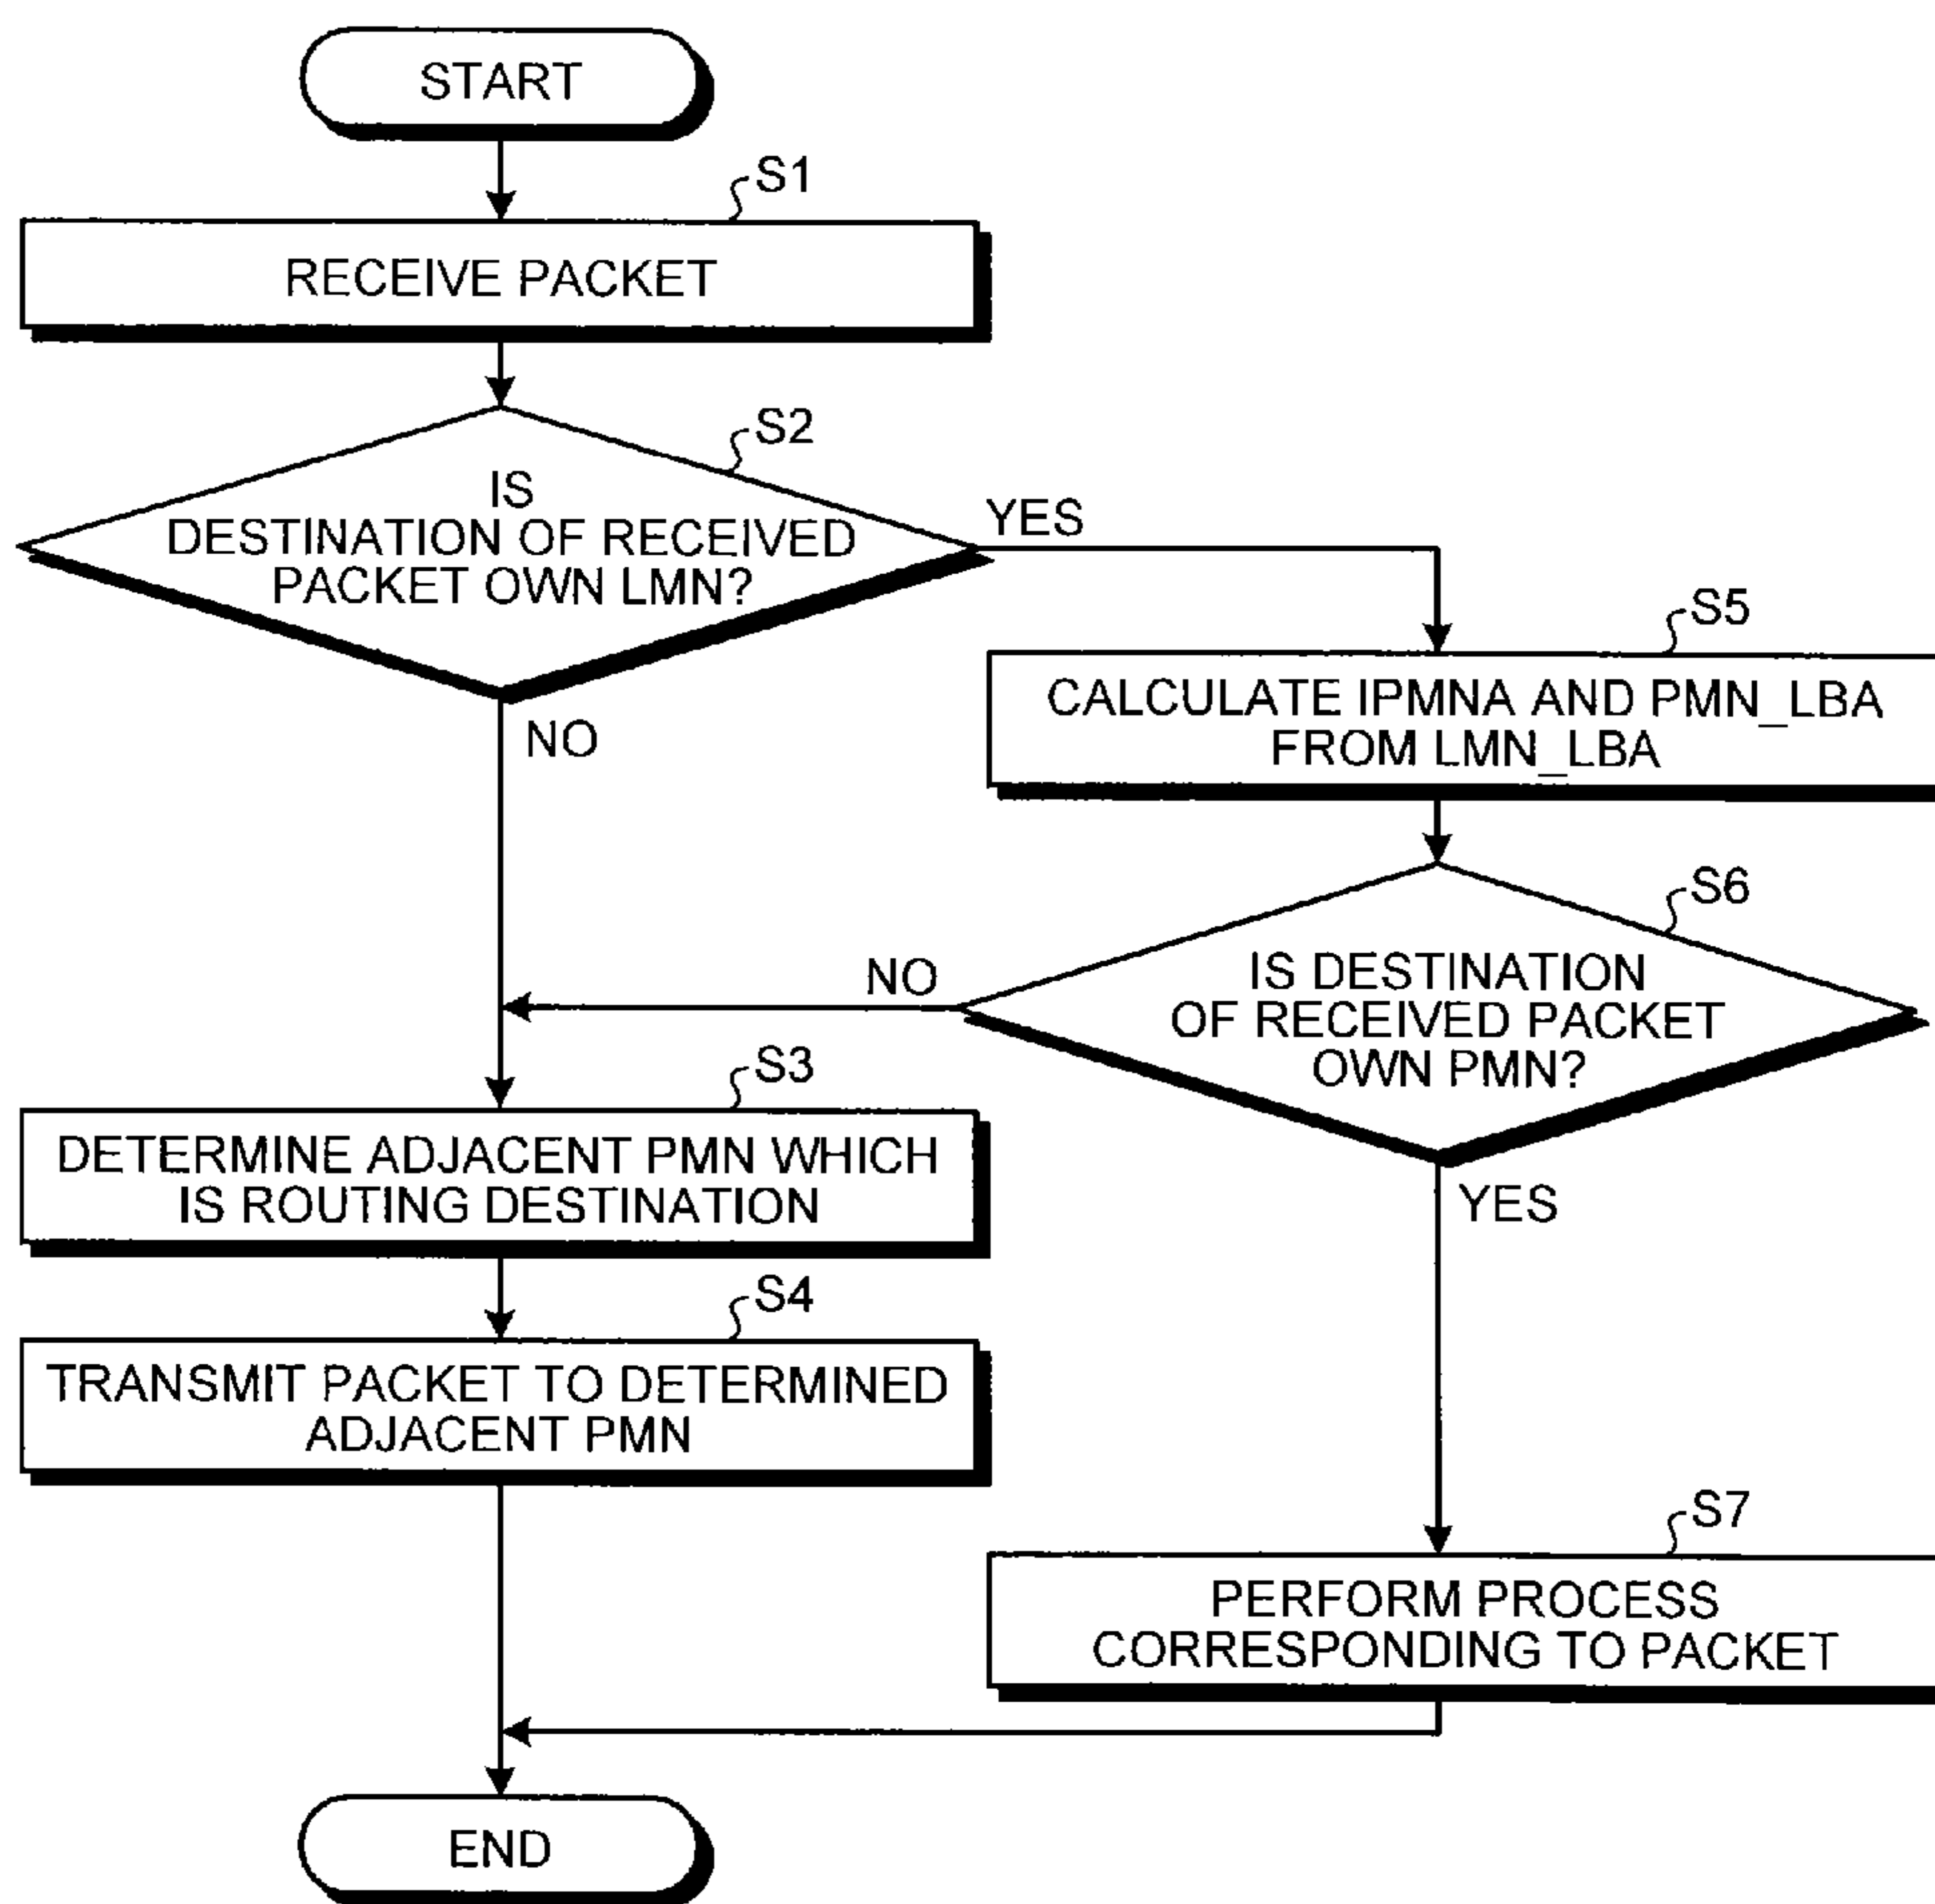 START
S1
RECEIVE PACKET
S2
IS
DESTINATION OF RECEIVED
PACKET OWN LMN?
YES
NO
S5
CALCULATE IPMNA AND PMN_LBA
FROM LMN_LBA
S6
IS DESTINATION
OF RECEIVED PACKET
OWN PMN?
NO
YES
S3
DETERMINE ADJACENT PMN WHICH
IS ROUTING DESTINATION
S4
TRANSMIT PACKET TO DETERMINED
ADJACENT PMN
S7
PERFORM PROCESS
CORRESPONDING TO PACKET
END